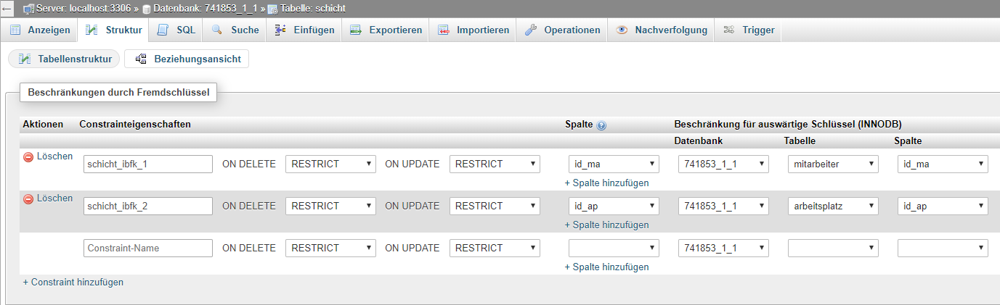 ← Server: localhost:3306 » Datenbank: 741853_1_1 » Tabelle: schicht
Anzeigen Struktur SQL Suche Einfügen Exportieren Importieren Operationen Nachverfolgung Trigger
Tabellenstruktur Beziehungsansicht
Beschränkungen durch Fremdschlüssel
Aktionen Constrainteigenschaften Spalte Beschränkung für auswärtige Schlüssel (INNODB)
Datenbank Tabelle Spalte
Löschen schicht_ibfk_1 ON DELETE RESTRICT ON UPDATE RESTRICT id_ma 741853_1_1 mitarbeiter id_ma
+ Spalte hinzufügen
Löschen schicht_ibfk_2 ON DELETE RESTRICT ON UPDATE RESTRICT id_ap 741853_1_1 arbeitsplatz id_ap
+ Spalte hinzufügen
Constraint-Name ON DELETE RESTRICT ON UPDATE RESTRICT 741853_1_1
+ Spalte hinzufügen
+ Constraint hinzufügen